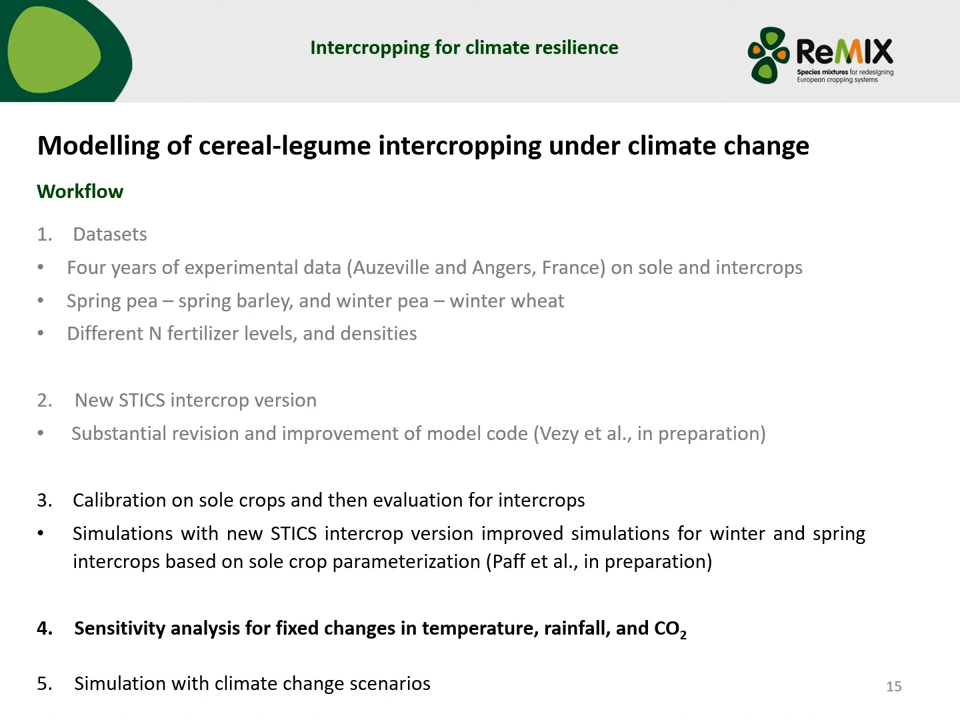 Intercropping for climate resilience
ReMIX
Species mixtures for redesigning
European cropping systems
Modelling of cereal-legume intercropping under climate change
Workflow
1. Datasets
• Four years of experimental data (Auzeville and Angers, France) on sole and intercrops
• Spring pea – spring barley, and winter pea – winter wheat
• Different N fertilizer levels, and densities
2. New STICS intercrop version
• Substantial revision and improvement of model code (Vezy et al., in preparation)
3. Calibration on sole crops and then evaluation for intercrops
• Simulations with new STICS intercrop version improved simulations for winter and spring
intercrops based on sole crop parameterization (Paff et al., in preparation)
4. Sensitivity analysis for fixed changes in temperature, rainfall, and CO₂
5. Simulation with climate change scenarios
15